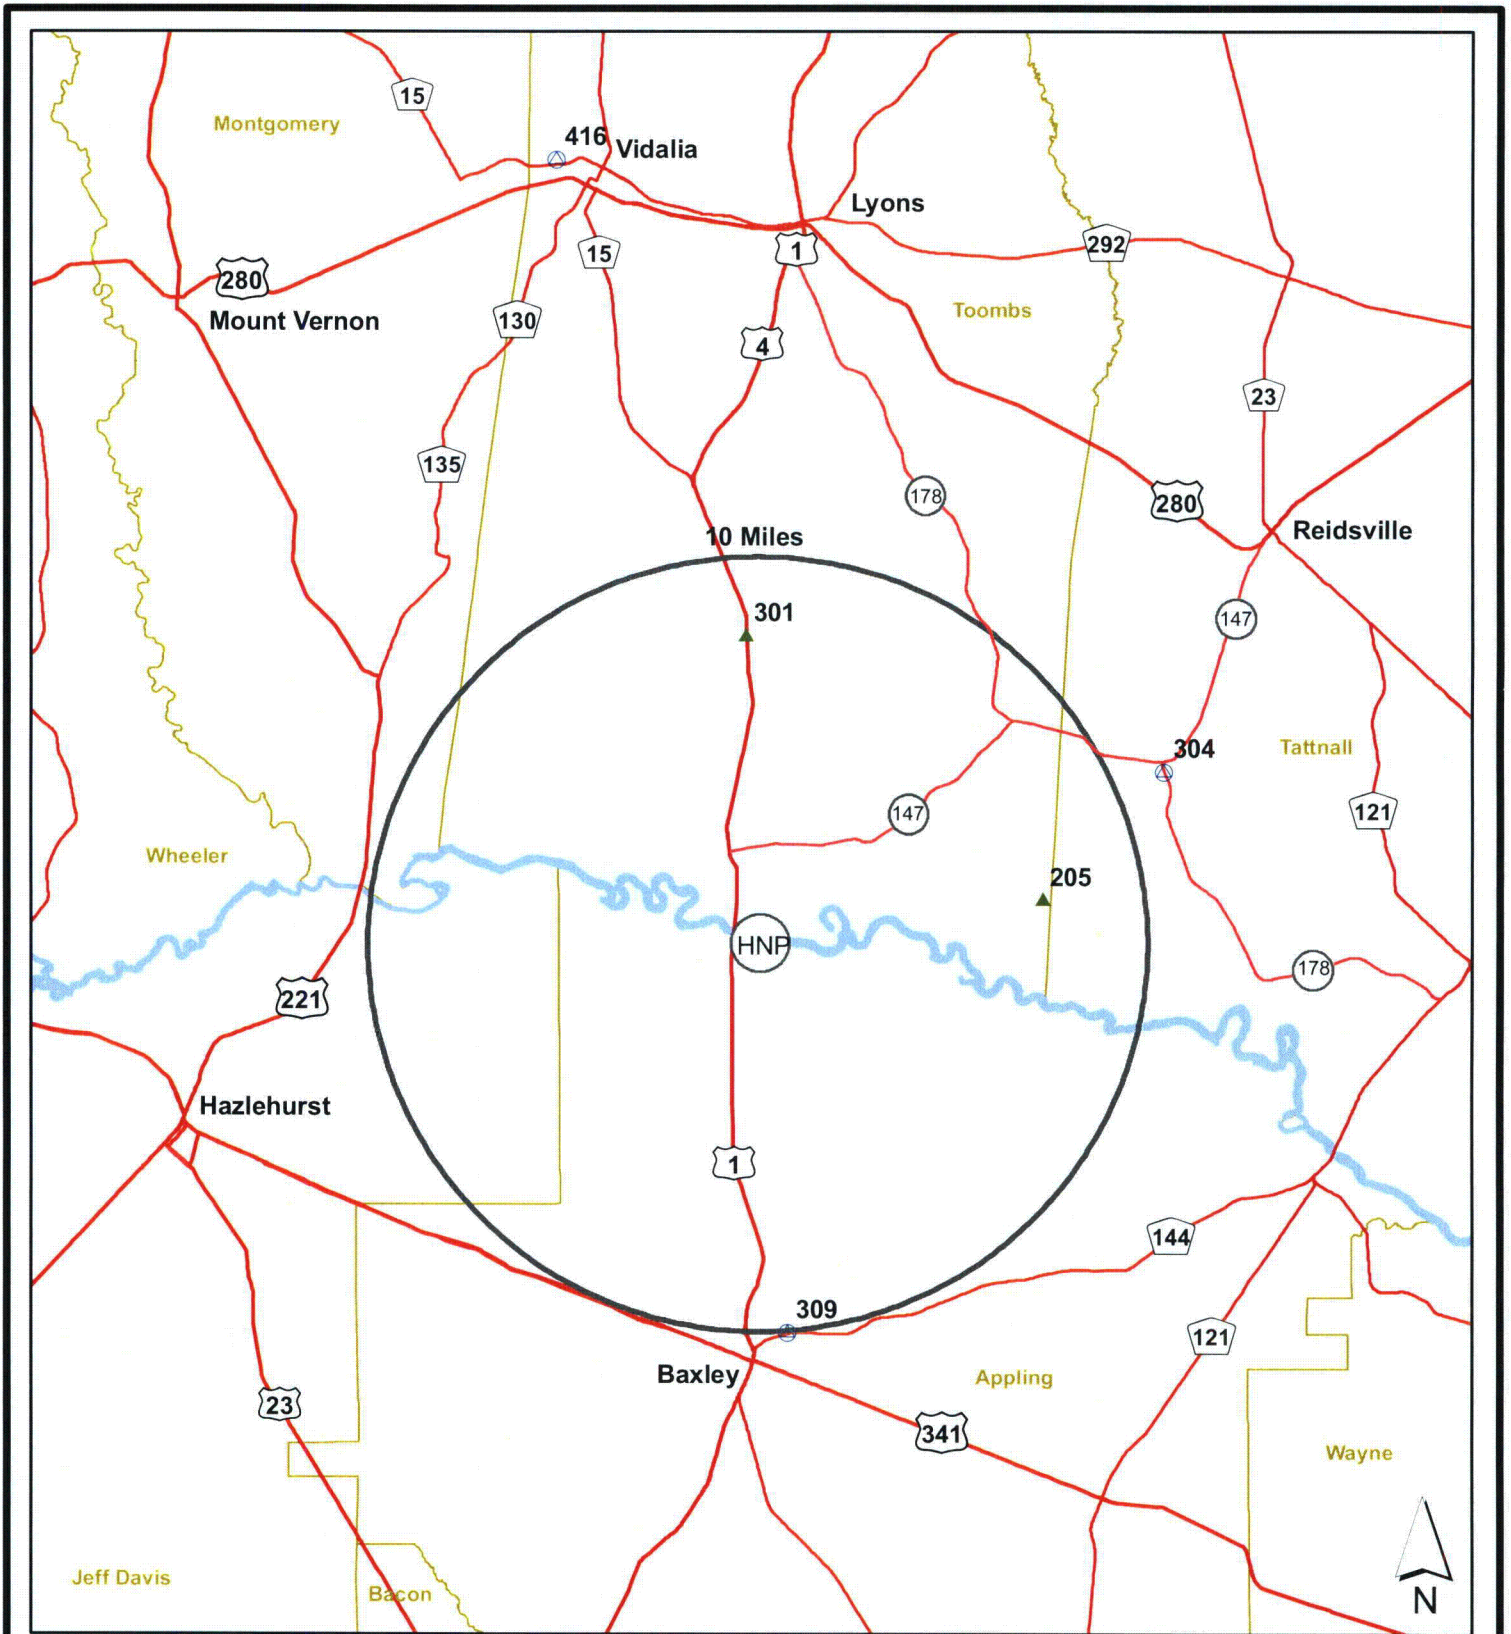 15
Montgomery
416
Vidalia
Lyons
292
1
15
280
130
Toombs
Mount Vernon
4
23
135
178
280
Reidsville
10 Miles
301
147
304
Tattnall
147
121
Wheeler
205
HNP
178
221
Hazlehurst
1
144
309
121
Baxley
Appling
23
341
Wayne
Jeff Davis
Bacon
N